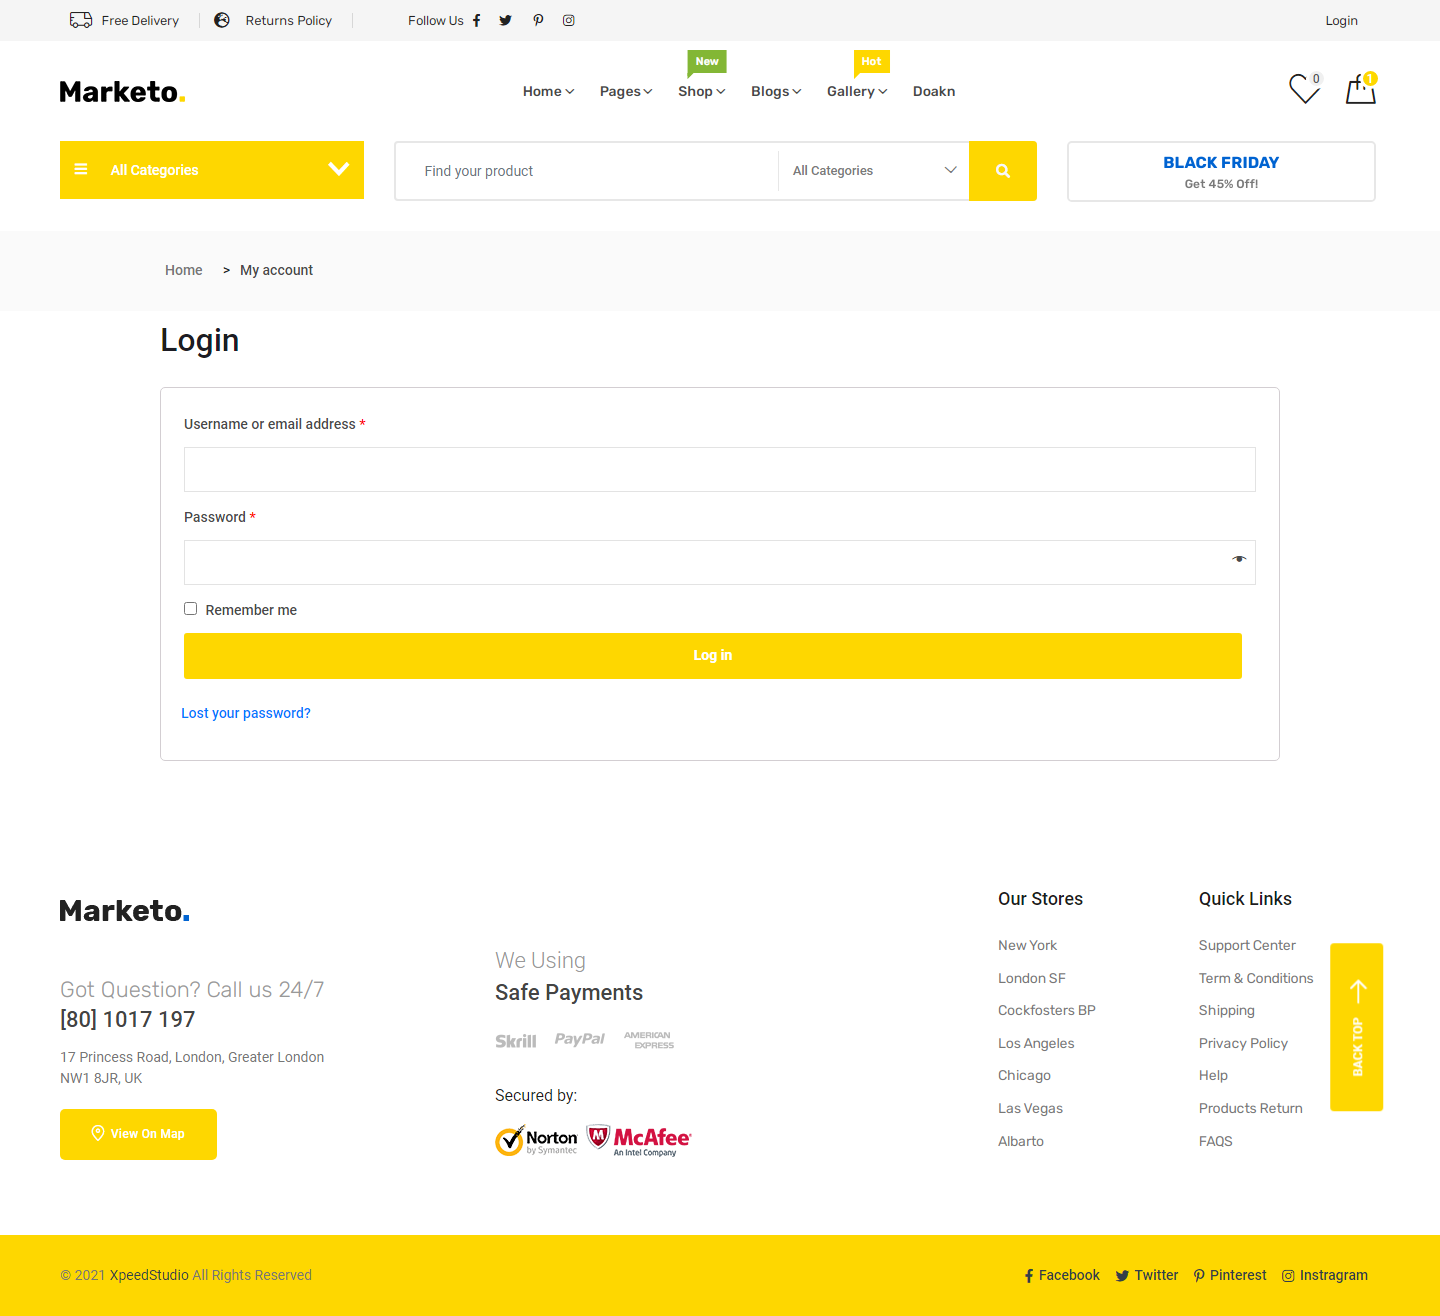 Free Delivery
Returns Policy
Follow Us
Login
New
Hot
Marketo.
Home
Pages
Shop
Blogs
Gallery
Doakn
0
1
All Categories
Find your product
All Categories
BLACK FRIDAY
Get 45% Off!
Home > My account
Login
Username or email address *
Password *
Remember me
Log in
Lost your password?
Marketo.
Got Question? Call us 24/7
[80] 1017 197
17 Princess Road, London, Greater London
NW1 8JR, UK
View On Map
We Using
Safe Payments
Skrill
PayPal
AMERICAN
EXPRESS
Secured by:
Norton
by Symantec
McAfee
An Intel Company
Our Stores
New York
London SF
Cockfosters BP
Los Angeles
Chicago
Las Vegas
Albarto
Quick Links
Support Center
Term & Conditions
Shipping
Privacy Policy
Help
Products Return
FAQS
BACK TOP
© 2021 XpeedStudio All Rights Reserved
Facebook
Twitter
Pinterest
Instragram